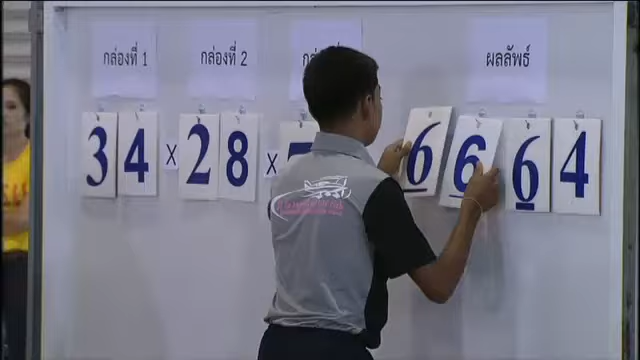 กล่องที่ 1 กล่องที่ 2 ผลลัพธ์
34 x 28 x 6664